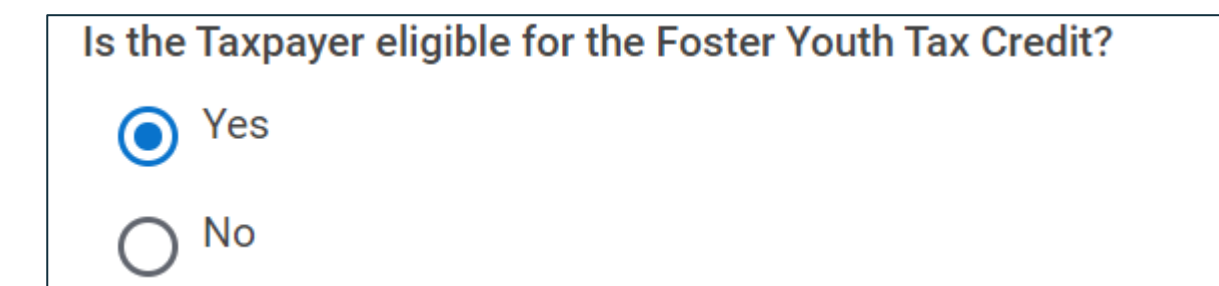 Is the Taxpayer eligible for the Foster Youth Tax Credit?
Yes
No